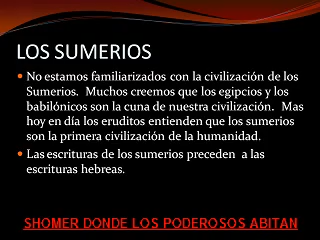 LOS SUMERIOS
No estamos familiarizados con la civilización de los
Sumerios. Muchos creemos que los egipcios y los
babilónicos son la cuna de nuestra civilización. Mas
hoy en día los eruditos entienden que los sumerios
son la primera civilización de la humanidad.
Las escrituras de los sumerios preceden a las
escrituras hebreas.
SHOMER DONDE LOS PODEROSOS ABITAN